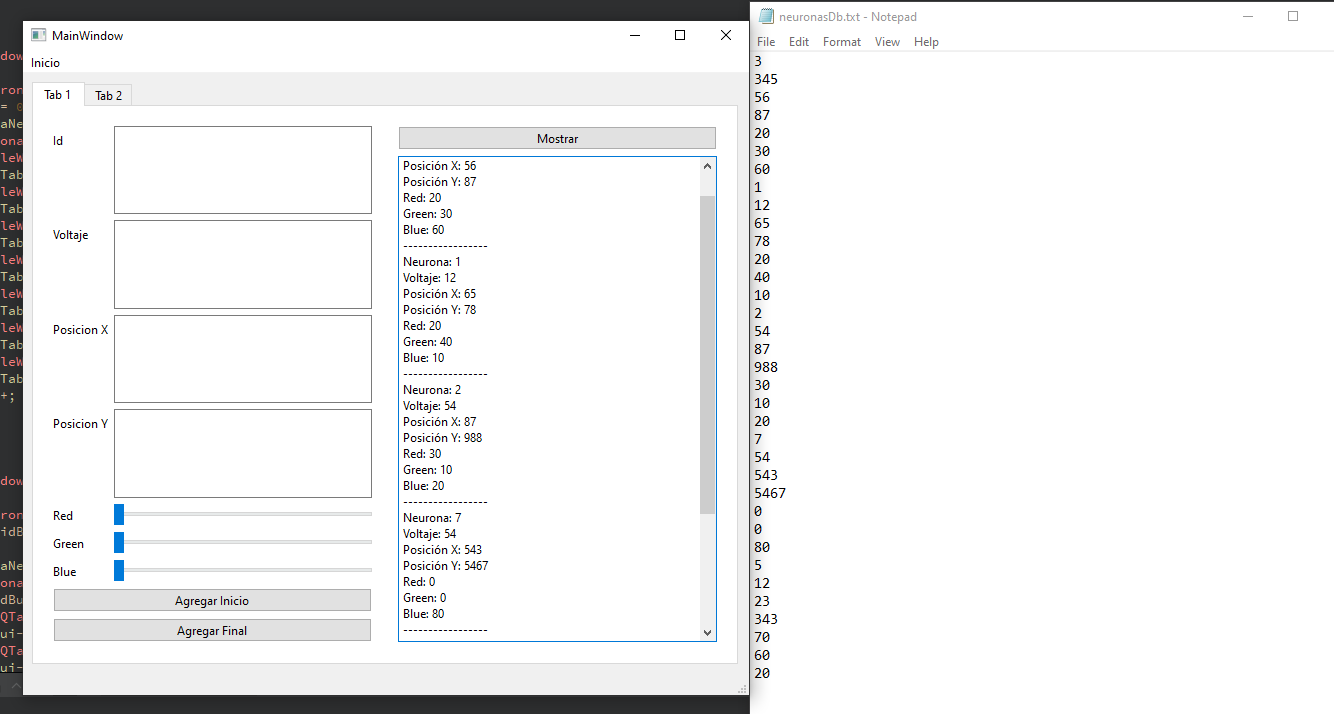 MainWindow
Inicio
Tab 1
Tab 2
Id
Voltaje
Posicion X
Posicion Y
Red
Green
Blue
Agregar Inicio
Agregar Final
Mostrar
Posición X: 56
Posición Y: 87
Red: 20
Green: 30
Blue: 60
-----------------
Neurona: 1
Voltaje: 12
Posición X: 65
Posición Y: 78
Red: 20
Green: 40
Blue: 10
-----------------
Neurona: 2
Voltaje: 54
Posición X: 87
Posición Y: 988
Red: 30
Green: 10
Blue: 20
-----------------
Neurona: 7
Voltaje: 54
Posición X: 543
Posición Y: 5467
Red: 0
Green: 0
Blue: 80
-----------------
neuronasDb.txt - Notepad
File Edit Format View Help
3
345
56
87
20
30
60
1
12
65
78
20
40
10
2
54
87
988
30
10
20
7
54
543
5467
0
0
80
5
12
23
343
70
60
20